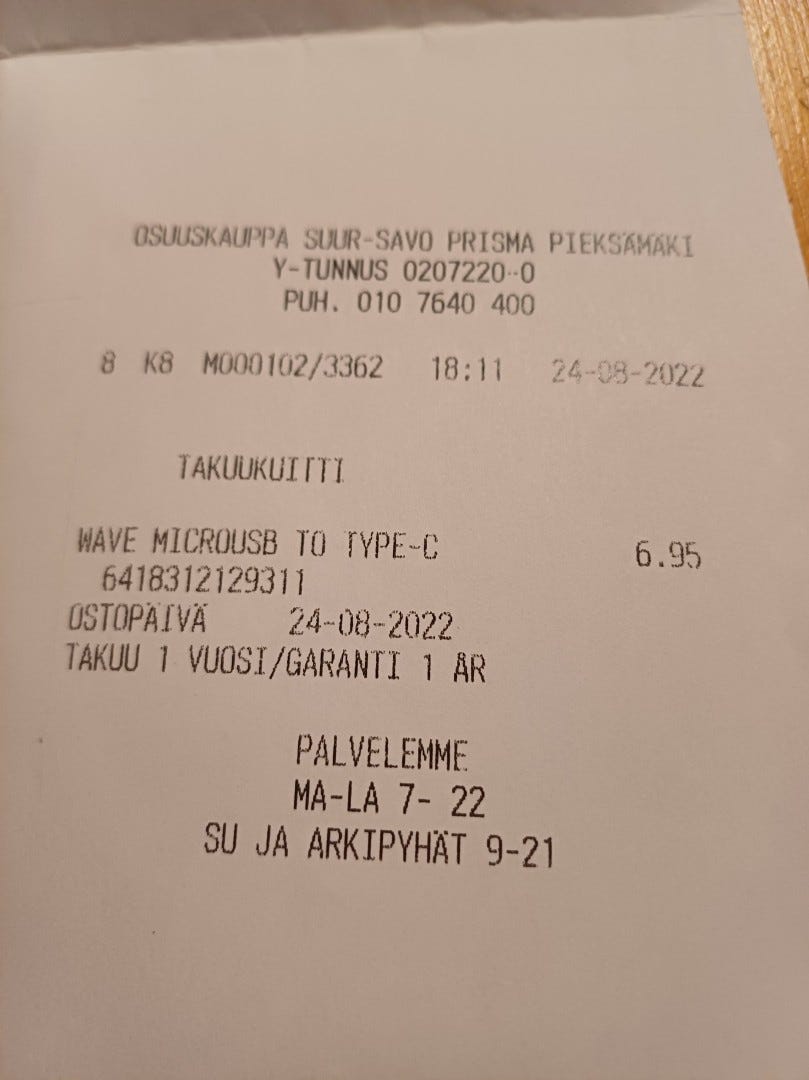 OSUUSKAUPPA SUUR-SAVO PRISMA PIEKSÄMÄKI
Y-TUNNUS 0207220-0
PUH. 010 7640 400
8 K8 M000102/3362 18:11 24-08-2022
TAKUUKUITTI
WAVE MICROUSB TO TYPE-C 6.95
6418312129311
OSTOPÄIVÄ 24-08-2022
TAKUU 1 VUOSI/GARANTI 1 ÅR
PALVELEMME
MA-LA 7- 22
SU JA ARKIPYHÄT 9-21